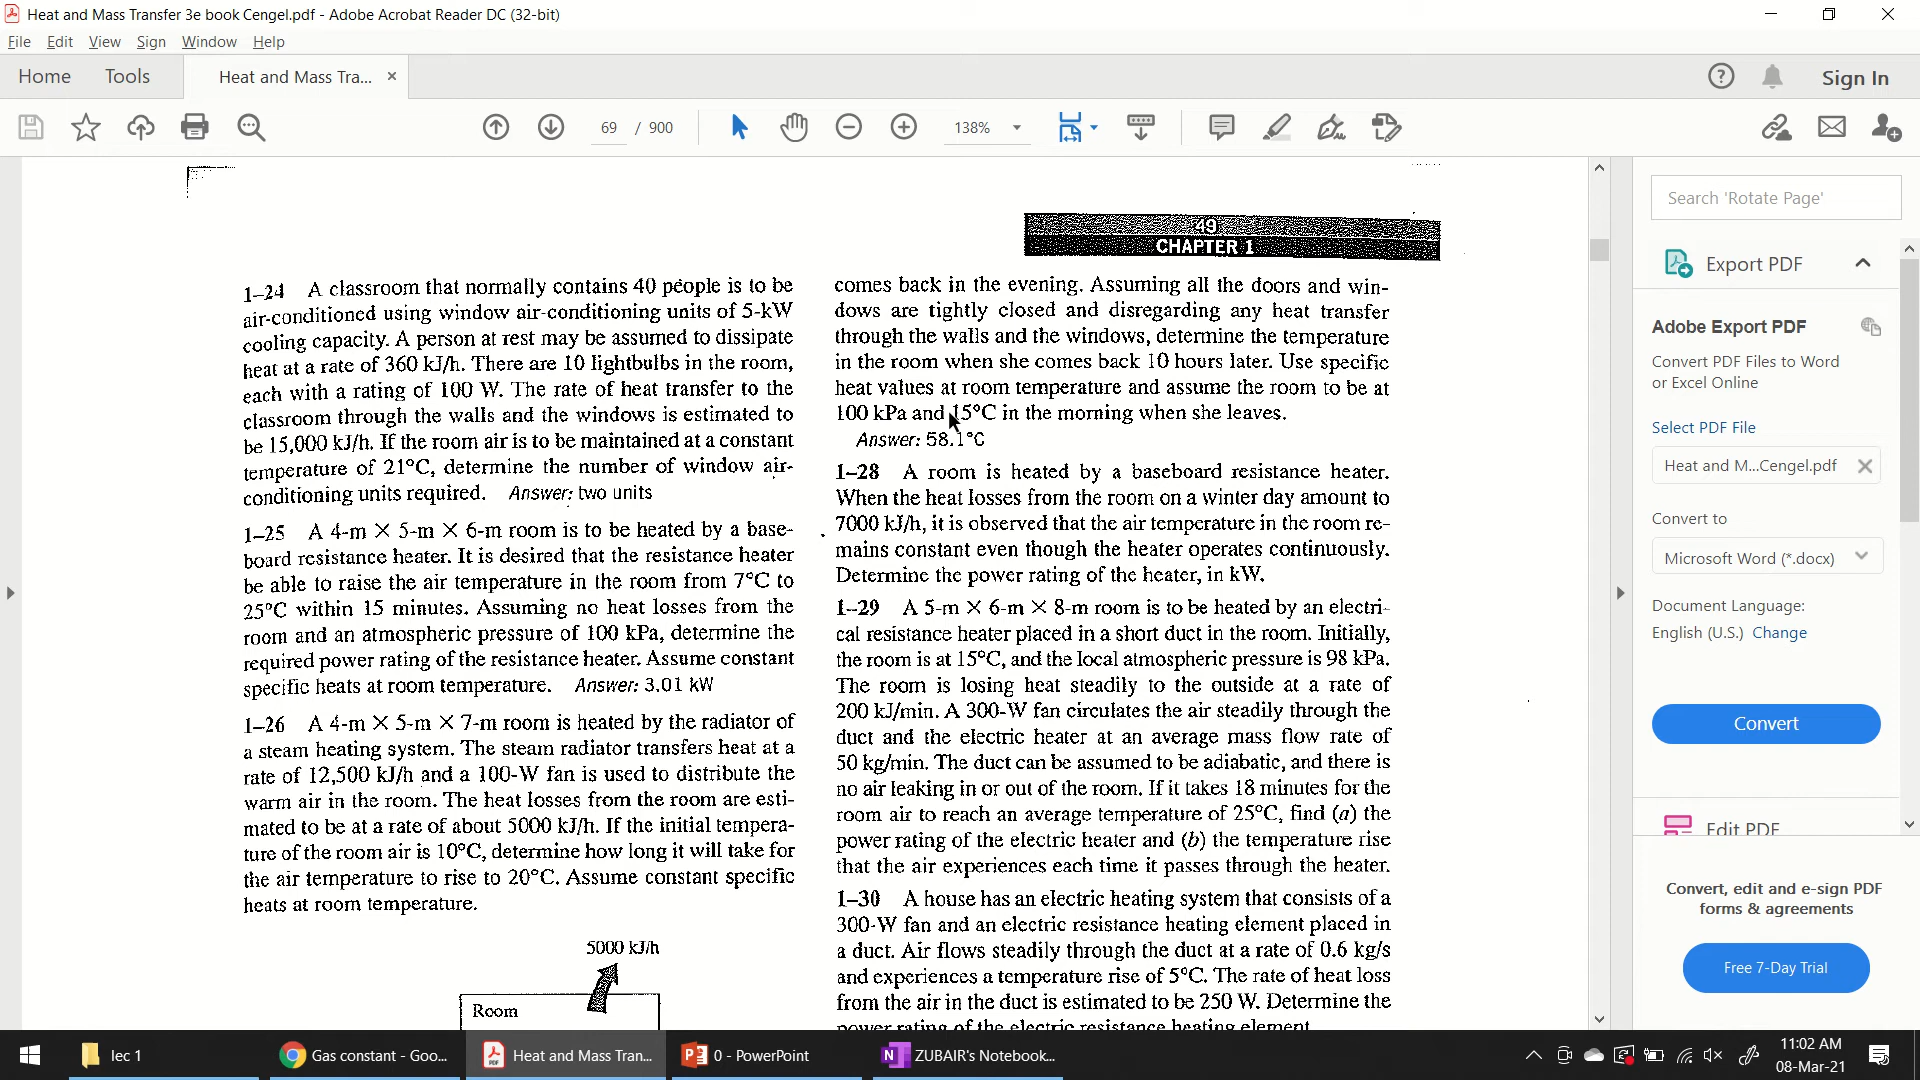 Heat and Mass Transfer 3e book Cengel.pdf - Adobe Acrobat Reader DC (32-bit)
File Edit View Sign Window Help
Home Tools Heat and Mass Tra... × Sign In
69 / 900 138%
Search 'Rotate Page'
Export PDF
Adobe Export PDF
Convert PDF Files to Word
or Excel Online
Select PDF File
Heat and M...Cengel.pdf
Convert to
Microsoft Word (*.docx)
Document Language:
English (U.S.) Change
Convert
Edit PDF
Convert, edit and e-sign PDF
forms & agreements
Free 7-Day Trial
49
CHAPTER 1
1–24 A classroom that normally contains 40 people is to be
air-conditioned using window air-conditioning units of 5-kW
cooling capacity. A person at rest may be assumed to dissipate
heat at a rate of 360 kJ/h. There are 10 lightbulbs in the room,
each with a rating of 100 W. The rate of heat transfer to the
classroom through the walls and the windows is estimated to
be 15,000 kJ/h. If the room air is to be maintained at a constant
temperature of 21°C, determine the number of window air-
conditioning units required. Answer: two units
1–25 A 4-m × 5-m × 6-m room is to be heated by a base-
board resistance heater. It is desired that the resistance heater
be able to raise the air temperature in the room from 7°C to
25°C within 15 minutes. Assuming no heat losses from the
room and an atmospheric pressure of 100 kPa, determine the
required power rating of the resistance heater. Assume constant
specific heats at room temperature. Answer: 3.01 kW
1–26 A 4-m × 5-m × 7-m room is heated by the radiator of
a steam heating system. The steam radiator transfers heat at a
rate of 12,500 kJ/h and a 100-W fan is used to distribute the
warm air in the room. The heat losses from the room are esti-
mated to be at a rate of about 5000 kJ/h. If the initial tempera-
ture of the room air is 10°C, determine how long it will take for
the air temperature to rise to 20°C. Assume constant specific
heats at room temperature.
5000 kJ/h
Room
comes back in the evening. Assuming all the doors and win-
dows are tightly closed and disregarding any heat transfer
through the walls and the windows, determine the temperature
in the room when she comes back 10 hours later. Use specific
heat values at room temperature and assume the room to be at
100 kPa and 15°C in the morning when she leaves.
Answer: 58.1°C
1–28 A room is heated by a baseboard resistance heater.
When the heat losses from the room on a winter day amount to
7000 kJ/h, it is observed that the air temperature in the room re-
mains constant even though the heater operates continuously.
Determine the power rating of the heater, in kW.
1–29 A 5-m × 6-m × 8-m room is to be heated by an electri-
cal resistance heater placed in a short duct in the room. Initially,
the room is at 15°C, and the local atmospheric pressure is 98 kPa.
The room is losing heat steadily to the outside at a rate of
200 kJ/min. A 300-W fan circulates the air steadily through the
duct and the electric heater at an average mass flow rate of
50 kg/min. The duct can be assumed to be adiabatic, and there is
no air leaking in or out of the room. If it takes 18 minutes for the
room air to reach an average temperature of 25°C, find (a) the
power rating of the electric heater and (b) the temperature rise
that the air experiences each time it passes through the heater.
1–30 A house has an electric heating system that consists of a
300-W fan and an electric resistance heating element placed in
a duct. Air flows steadily through the duct at a rate of 0.6 kg/s
and experiences a temperature rise of 5°C. The rate of heat loss
from the air in the duct is estimated to be 250 W. Determine the
power rating of the electric resistance heating element.
lec 1 Gas constant - Goo... Heat and Mass Tran... 0 - PowerPoint ZUBAIR's Notebook...
11:02 AM
08-Mar-21